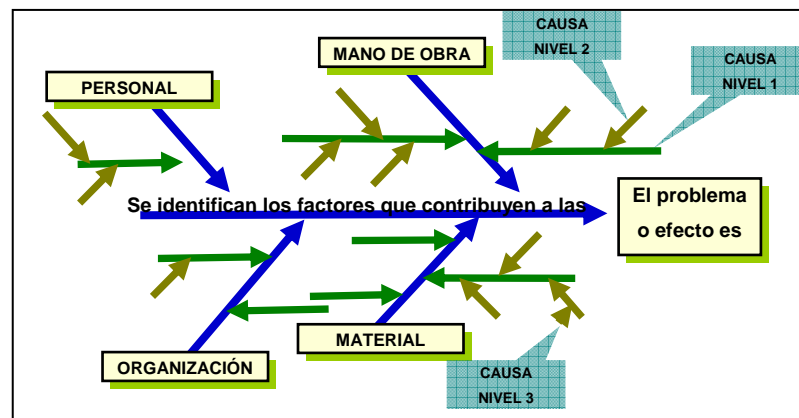 CAUSA
NIVEL 2
MANO DE OBRA
CAUSA
NIVEL 1
PERSONAL
Se identifican los factores que contribuyen a las
El problema
o efecto es
ORGANIZACIÓN
MATERIAL
CAUSA
NIVEL 3